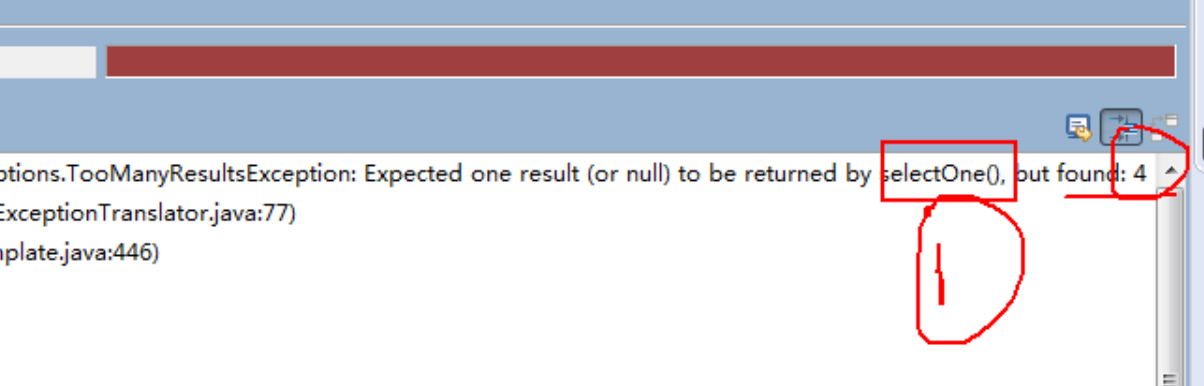 ptions.TooManyResultsException: Expected one result (or null) to be returned by selectOne(), but found: 4
ExceptionTranslator.java:77)
nplate.java:446)
1